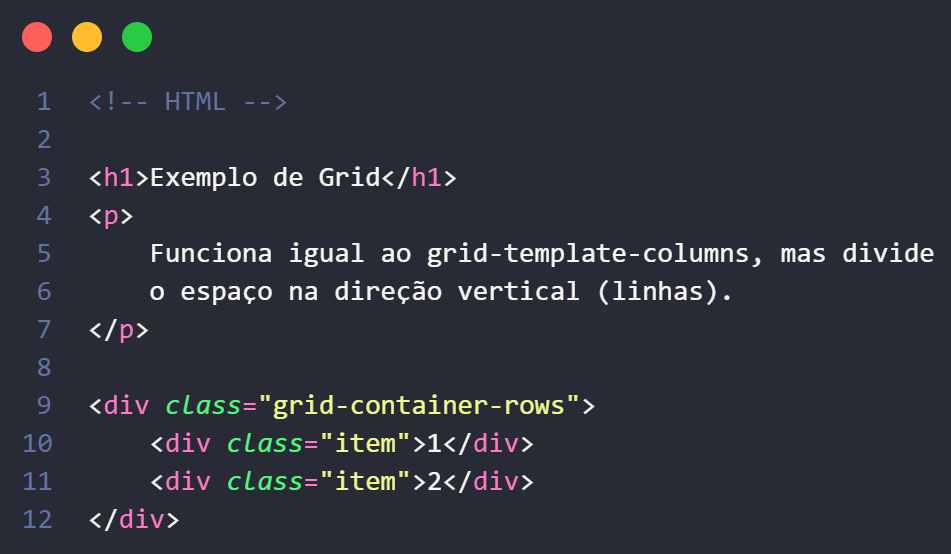 1 <!-- HTML -->
2
3 <h1>Exemplo de Grid</h1>
4 <p>
5     Funciona igual ao grid-template-columns, mas divide
6     o espaço na direção vertical (linhas).
7 </p>
8
9 <div class="grid-container-rows">
10     <div class="item">1</div>
11     <div class="item">2</div>
12 </div>